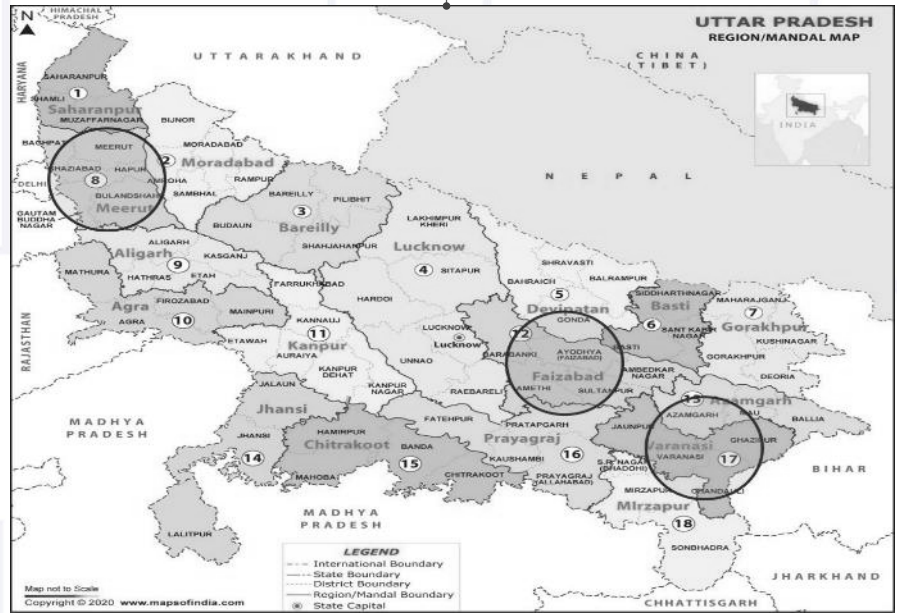 HIMACHAL
PRADESH
N
UTTAR PRADESH
REGION/MANDAL MAP
UTTARAKHAND
CHINA
(TIBET)
HARYANA
INDIA
SAHARANPUR
1
SHAMLI
Saharanpur
MUZAFFARNAGAR
BIJNOR
BAGHPAT
MEERUT
2
MORADABAD
Moradabad
GHAZIABAD
HAPUR
8
AMROHA
RAMPUR
SAMBHAL
DELHI
BULANDSHAHR
Meerut
NEPAL
BAREILLY
PILIBHIT
3
BUDAUN
Bareilly
SHAHJAHANPUR
GAUTAM
BUDDHA
NAGAR
LAKHIMPUR
KHERI
Lucknow
4
SITAPUR
HARDOI
ALIGARH
Aligarh
9
KASGANJ
HATHRAS
ETAH
MATHURA
FARRUKHABAD
SHRAVASTI
BAHRAICH
BALRAMPUR
5
Devipatan
GONDA
SIDDHARTHNAGAR
Basti
6
SANT KABIR
NAGAR
BASTI
MAHARAJGANJ
7
Gorakhpur
KUSHINAGAR
GORAKHPUR
DEORIA
Agra
FIROZABAD
AGRA
10
MAINPURI
RAJASTHAN
KANNAUJ
11
ETAWAH
Kanpur
AURAIYA
KANPUR
DEHAT
KANPUR
NAGAR
LUCKNOW
Lucknow
UNNAO
RAEBARELI
12
BARABANKI
AYODHYA
(FAIZABAD)
Faizabad
AMBEDKAR
NAGAR
AMETHI
SULTANPUR
JALAUN
Jhansi
JHANSI
14
HAMIRPUR
Chitrakoot
MAHOBA
BANDA
15
CHITRAKOOT
FATEHPUR
PRATAPGARH
Prayagraj
KAUSHAMBI
16
PRAYAGRAJ
(ALLAHABAD)
13
Azamgarh
AZAMGARH
MAU
BALLIA
JAUNPUR
Varanasi
GHAZIPUR
VARANASI
17
S.R. NAGAR
(BHADOHI)
CHANDAULI
BIHAR
MADHYA
PRADESH
MADHYA
PRADESH
MIRZAPUR
Mirzapur
18
SONBHADRA
LALITPUR
JHARKHAND
CHHATTISGARH
LEGEND
International Boundary
State Boundary
District Boundary
Region/Mandal Boundary
State Capital
Map not to Scale
Copyright © 2020 www.mapsofindia.com